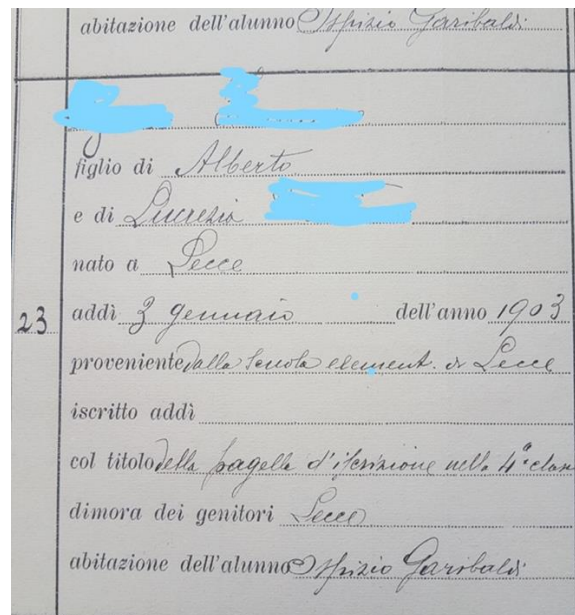 abitazione dell'alunno Ospizio Garibaldi
figlio di Alberto
e di Lucrezia
nato a Lecce
23 addì 3 gennaio dell'anno 1903
proveniente dalla Scuola element. di Lecce
iscritto addì
col titolo della pagella d'iscrizione nella 4ª clas
dimora dei genitori Lecce
abitazione dell'alunno Ospizio Garibaldi